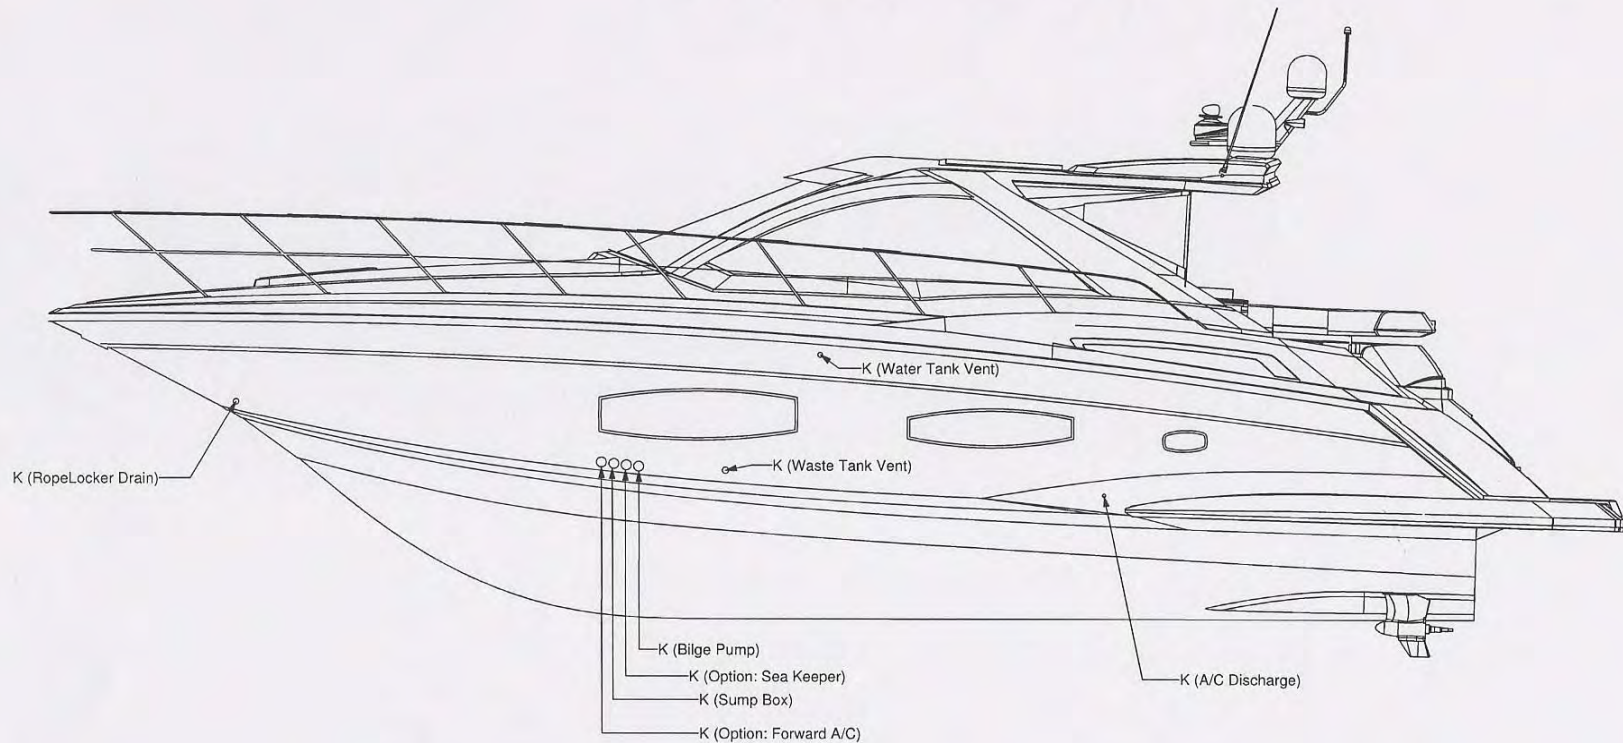 K (Water Tank Vent)
K (Waste Tank Vent)
K (RopeLocker Drain)
K (Bilge Pump)
K (Option: Sea Keeper)
K (A/C Discharge)
K (Sump Box)
K (Option: Forward A/C)